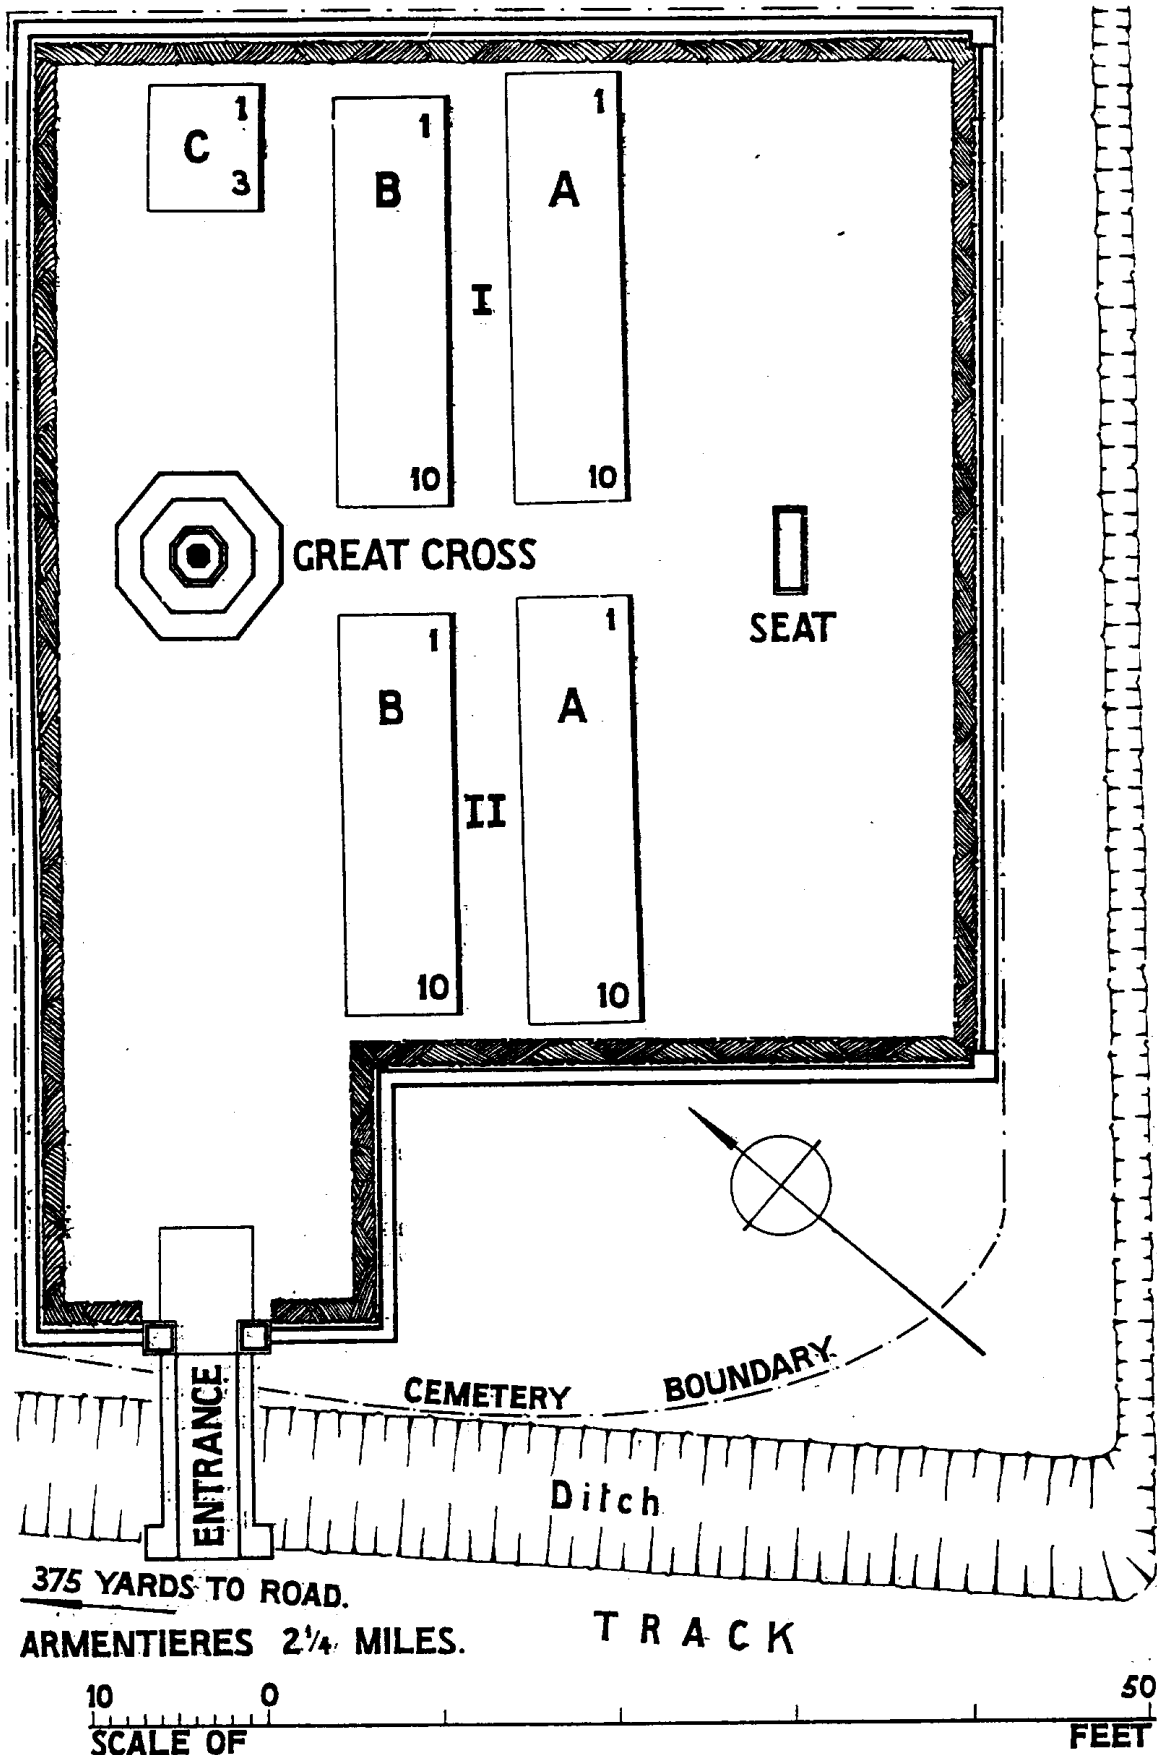 1
C
3
1
B
10
1
A
10
I
GREAT CROSS
SEAT
1
B
10
1
A
10
II
CEMETERY BOUNDARY
ENTRANCE
Ditch
375 YARDS TO ROAD.
ARMENTIERES 2¼ MILES.
TRACK
10 0 50
SCALE OF FEET